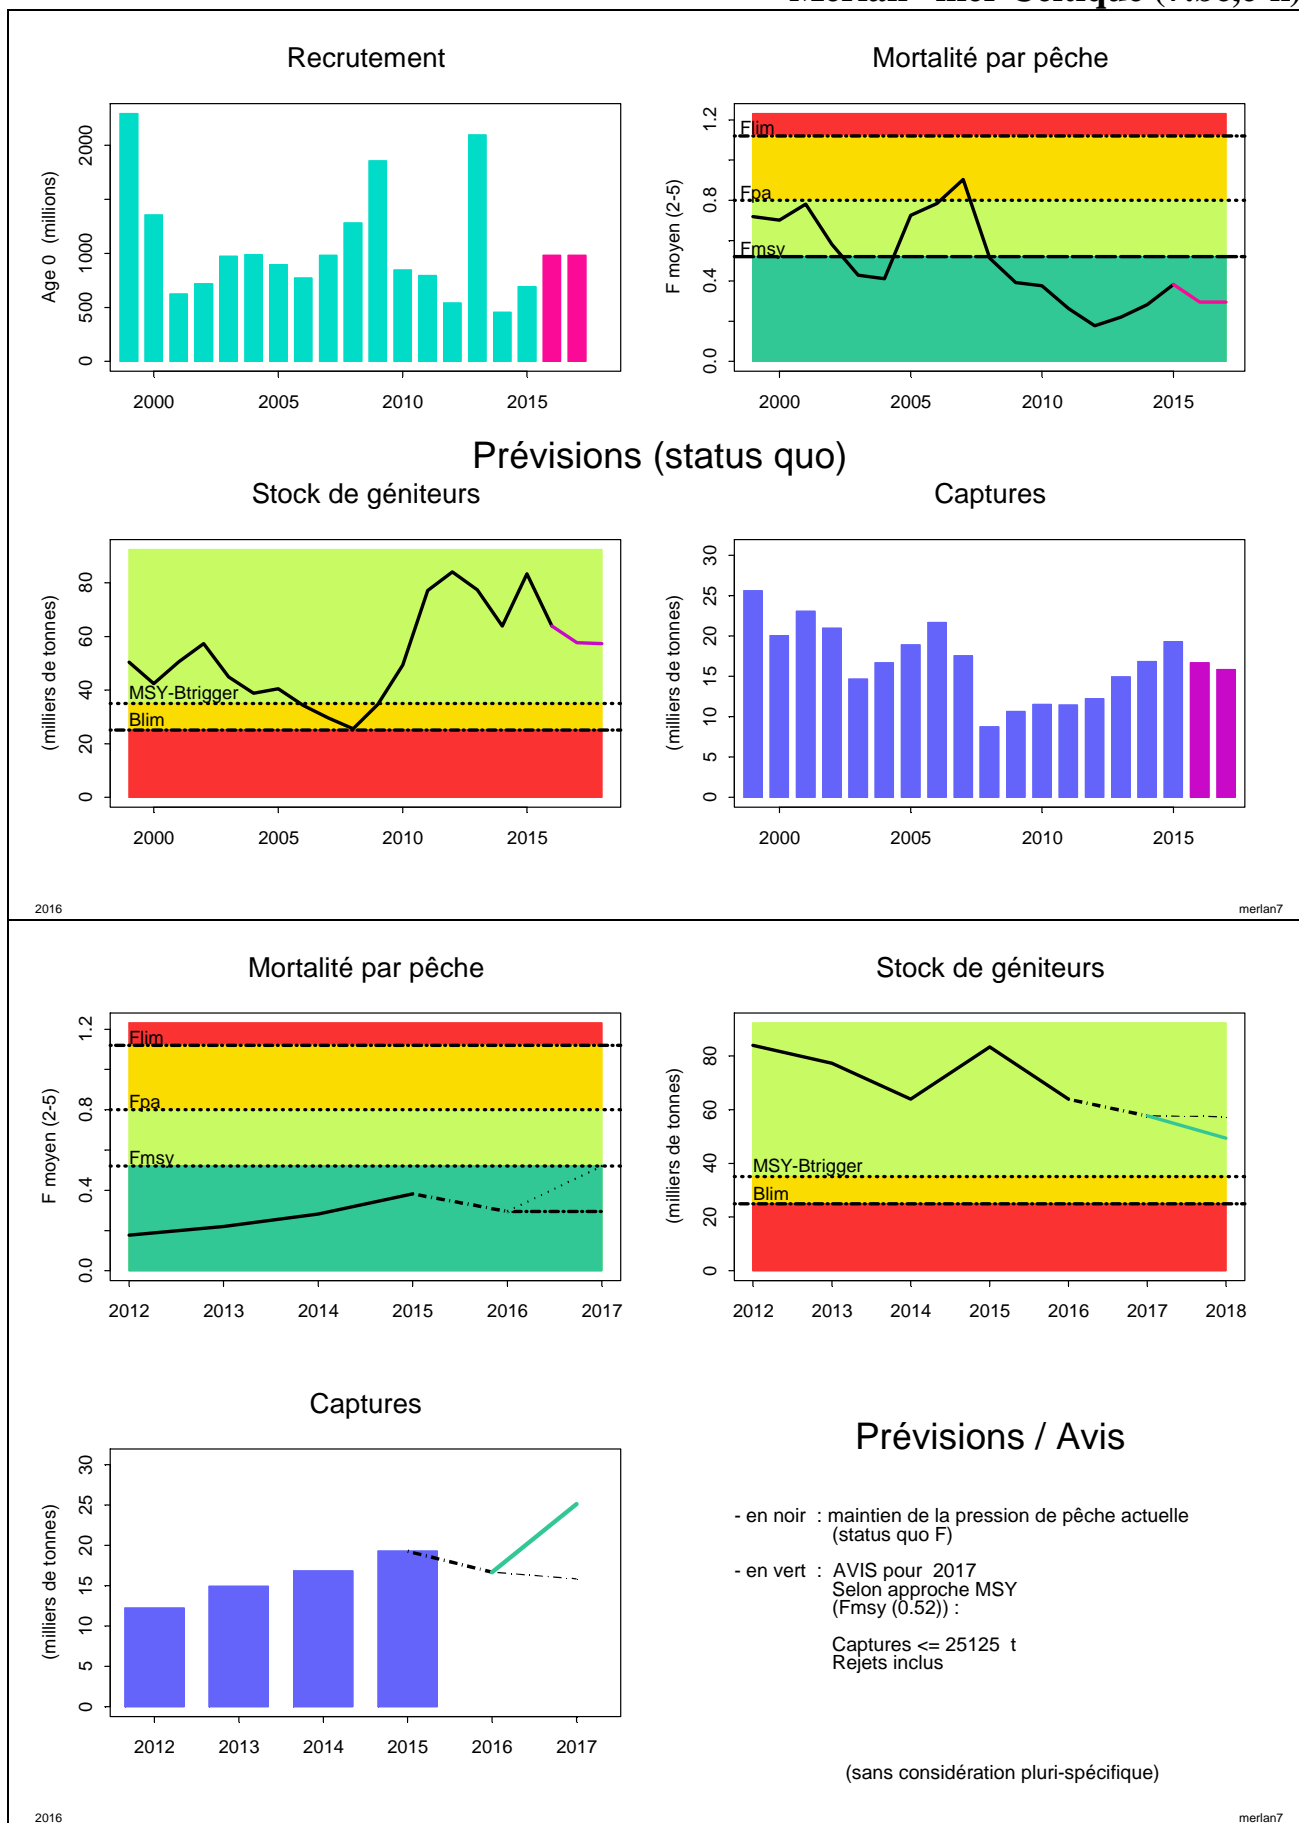 Recrutement
Mortalité par pêche
Age 0 (millions)
0
500
1000
2000
2000
2005
2010
2015
F moyen (2-5)
0.0
0.4
0.8
1.2
Flim
Fpa
Fmsy
2000
2005
2010
2015
Prévisions (status quo)
Stock de géniteurs
Captures
(milliers de tonnes)
0
20
40
60
80
MSY-Btrigger
Blim
2000
2005
2010
2015
(milliers de tonnes)
0
5
10
15
20
25
30
2000
2005
2010
2015
2016
merlan7
Mortalité par pêche
Stock de géniteurs
F moyen (2-5)
0.0
0.4
0.8
1.2
Flim
Fpa
Fmsy
2012
2013
2014
2015
2016
2017
(milliers de tonnes)
0
20
40
60
80
MSY-Btrigger
Blim
2012
2013
2014
2015
2016
2017
2018
Captures
(milliers de tonnes)
0
5
10
15
20
25
30
2012
2013
2014
2015
2016
2017
Prévisions / Avis
- en noir : maintien de la pression de pêche actuelle
(status quo F)
- en vert : AVIS pour 2017
Selon approche MSY
(Fmsy (0.52)) :
Captures <= 25125 t
Rejets inclus
(sans considération pluri-spécifique)
2016
merlan7